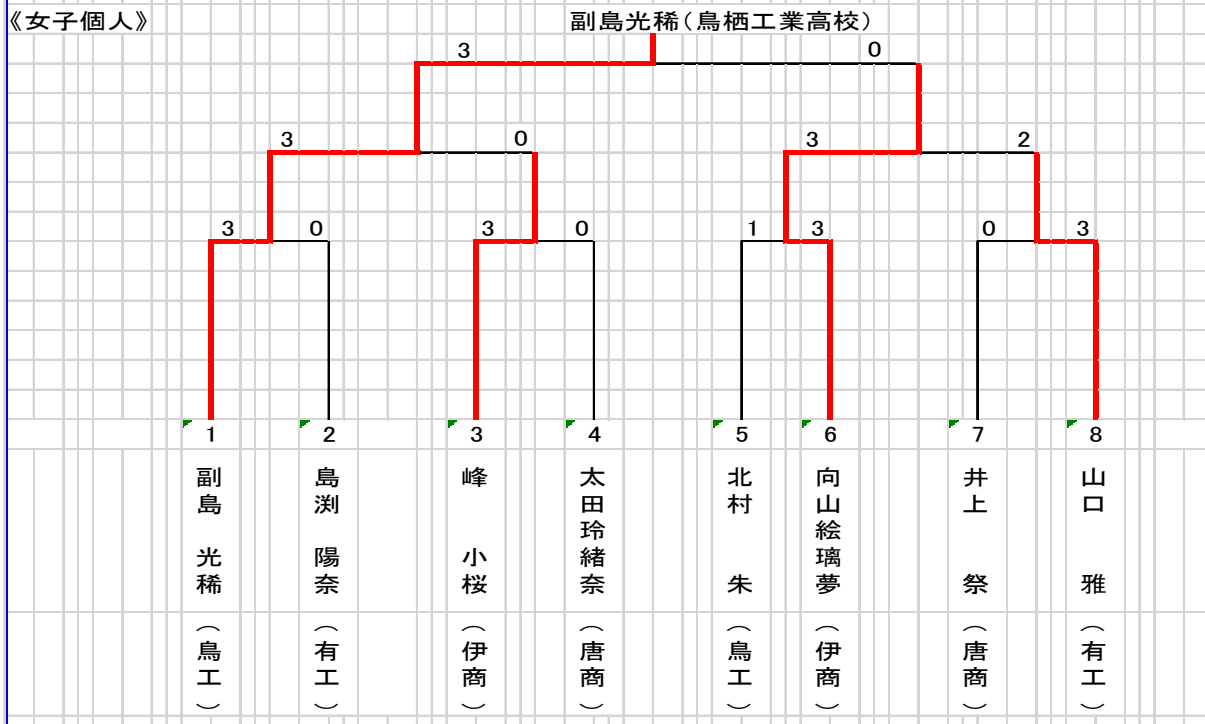 《女子個人》
副島光稀（鳥栖工業高校）
3 0
3 0 3 2
3 0 3 0 1 3 0 3
1 2 3 4 5 6 7 8
副島 光稀（鳥工）
島渕 陽奈（有工）
峰 小桜（伊商）
太田玲緒奈（唐商）
北村 朱（鳥工）
向山絵璃夢（伊商）
井上 祭（唐商）
山口 雅（有工）